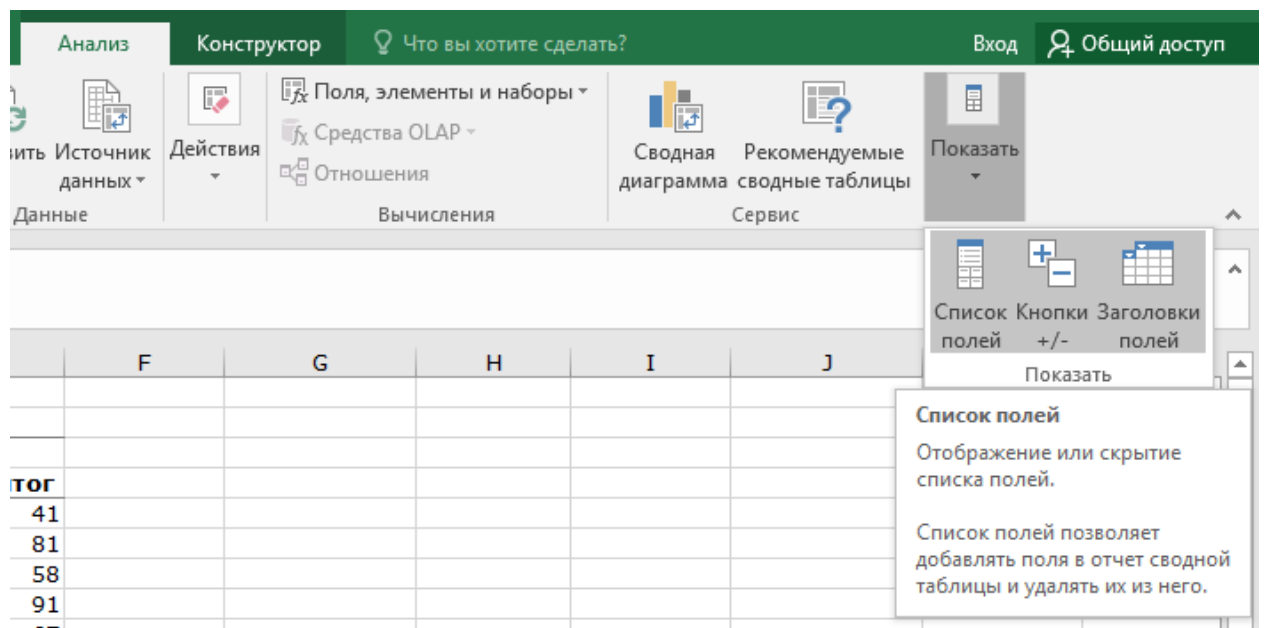 Анализ
Конструктор
Что вы хотите сделать?
Вход
Общий доступ
Источник
данных
Данные
Действия
Поля, элементы и наборы
Средства OLAP
Отношения
Вычисления
Сводная
диаграмма
Рекомендуемые
сводные таблицы
Сервис
Показать
Список
полей
Кнопки
+/-
Заголовки
полей
Показать
F G H I J
Список полей
Отображение или скрытие
списка полей.
Список полей позволяет
добавлять поля в отчет сводной
таблицы и удалять их из него.
тог
41
81
58
91